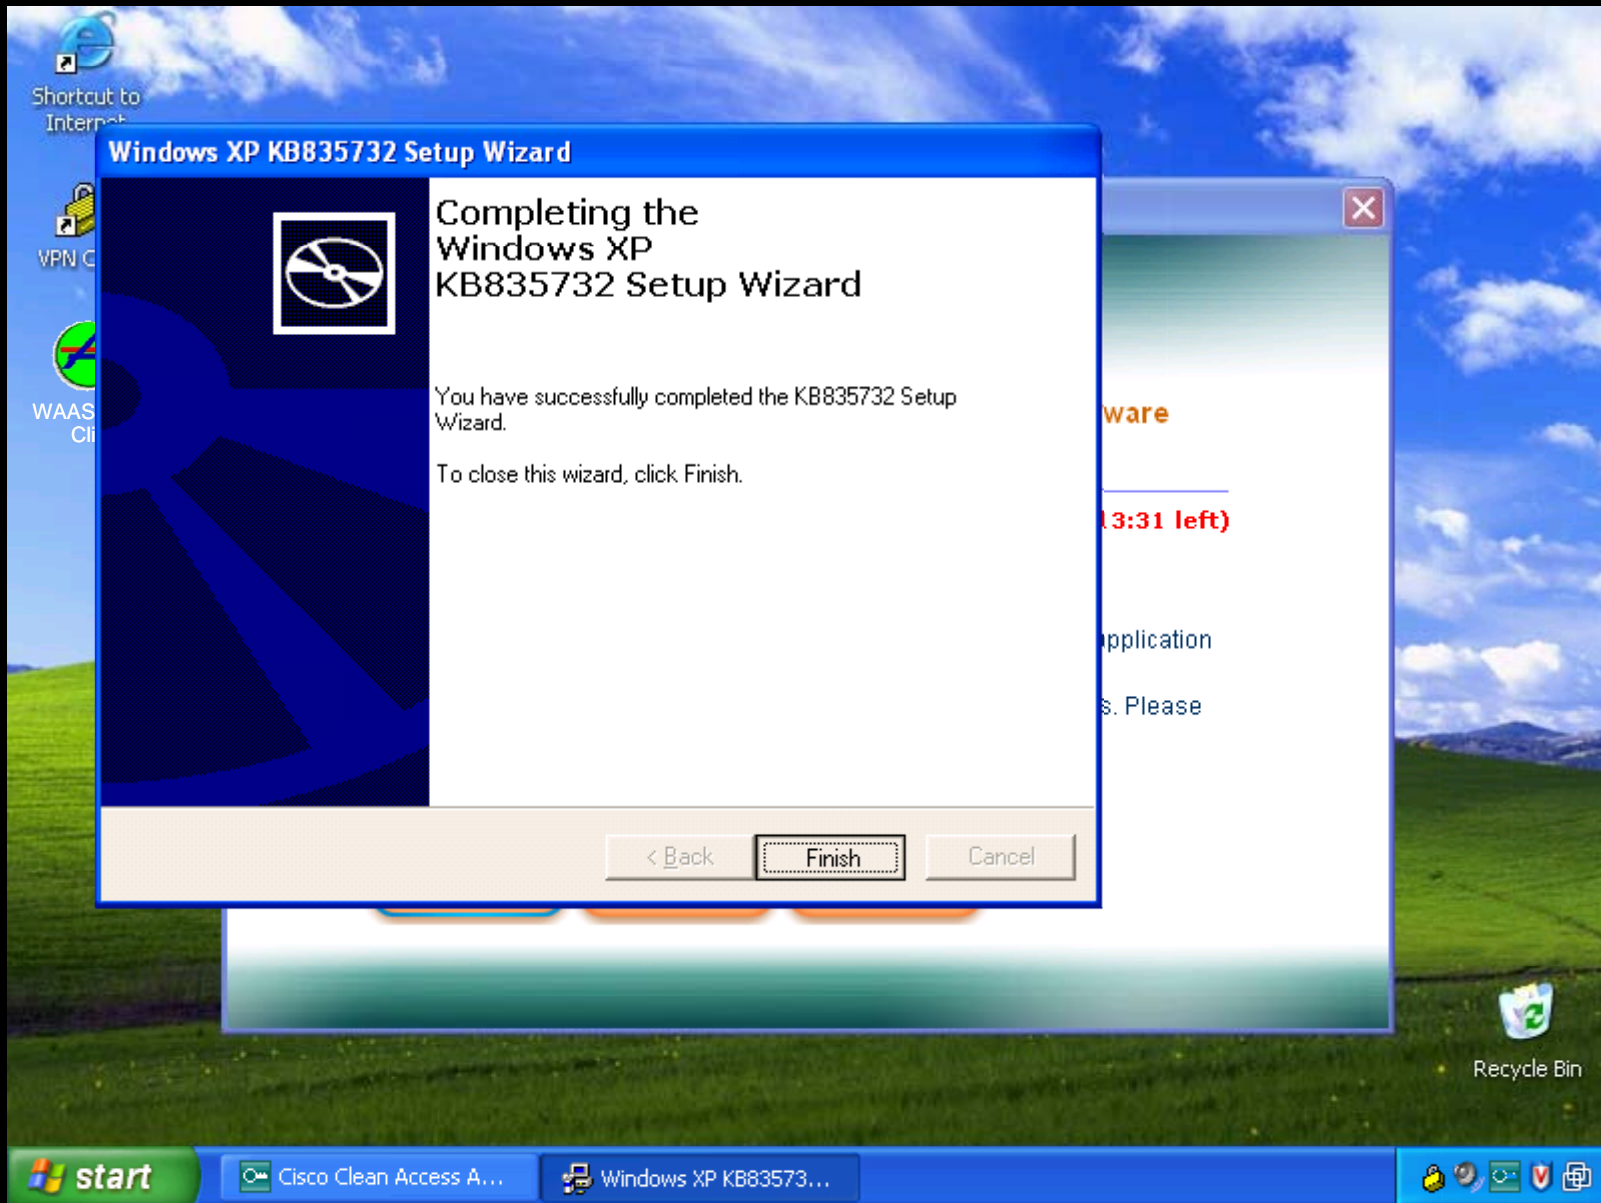 Shortcut to
Internet
Windows XP KB835732 Setup Wizard
Completing the
Windows XP
KB835732 Setup Wizard
VPN C
WAAS
Cli
You have successfully completed the KB835732 Setup
Wizard.
To close this wizard, click Finish.
ware
3:31 left)
pplication
s. Please
< Back
Finish
Cancel
Recycle Bin
start
Cisco Clean Access A...
Windows XP KB83573...